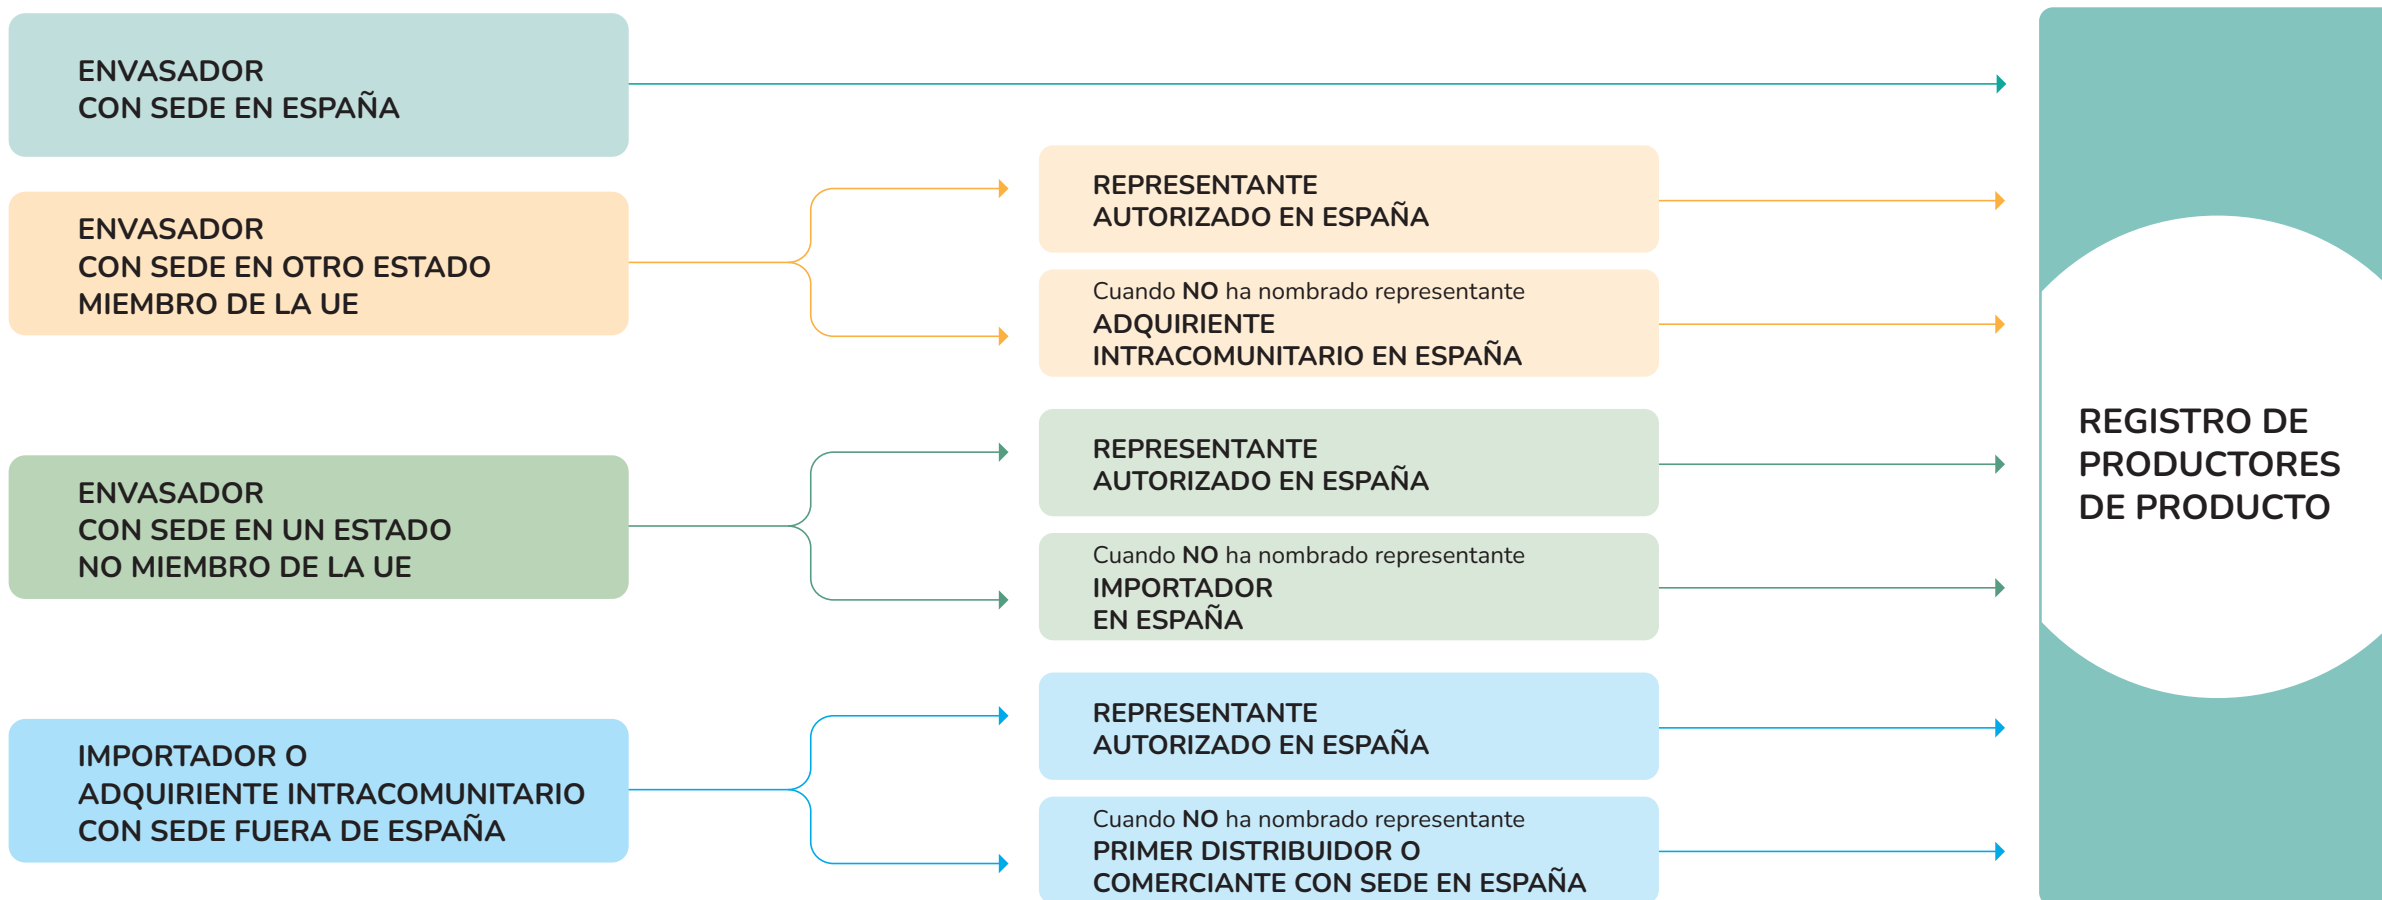 ENVASADOR
CON SEDE EN ESPAÑA
ENVASADOR
CON SEDE EN OTRO ESTADO
MIEMBRO DE LA UE
REPRESENTANTE
AUTORIZADO EN ESPAÑA
Cuando NO ha nombrado representante
ADQUIRIENTE
INTRACOMUNITARIO EN ESPAÑA
ENVASADOR
CON SEDE EN UN ESTADO
NO MIEMBRO DE LA UE
REPRESENTANTE
AUTORIZADO EN ESPAÑA
Cuando NO ha nombrado representante
IMPORTADOR
EN ESPAÑA
IMPORTADOR O
ADQUIRIENTE INTRACOMUNITARIO
CON SEDE FUERA DE ESPAÑA
REPRESENTANTE
AUTORIZADO EN ESPAÑA
Cuando NO ha nombrado representante
PRIMER DISTRIBUIDOR O
COMERCIANTE CON SEDE EN ESPAÑA
REGISTRO DE
PRODUCTORES
DE PRODUCTO